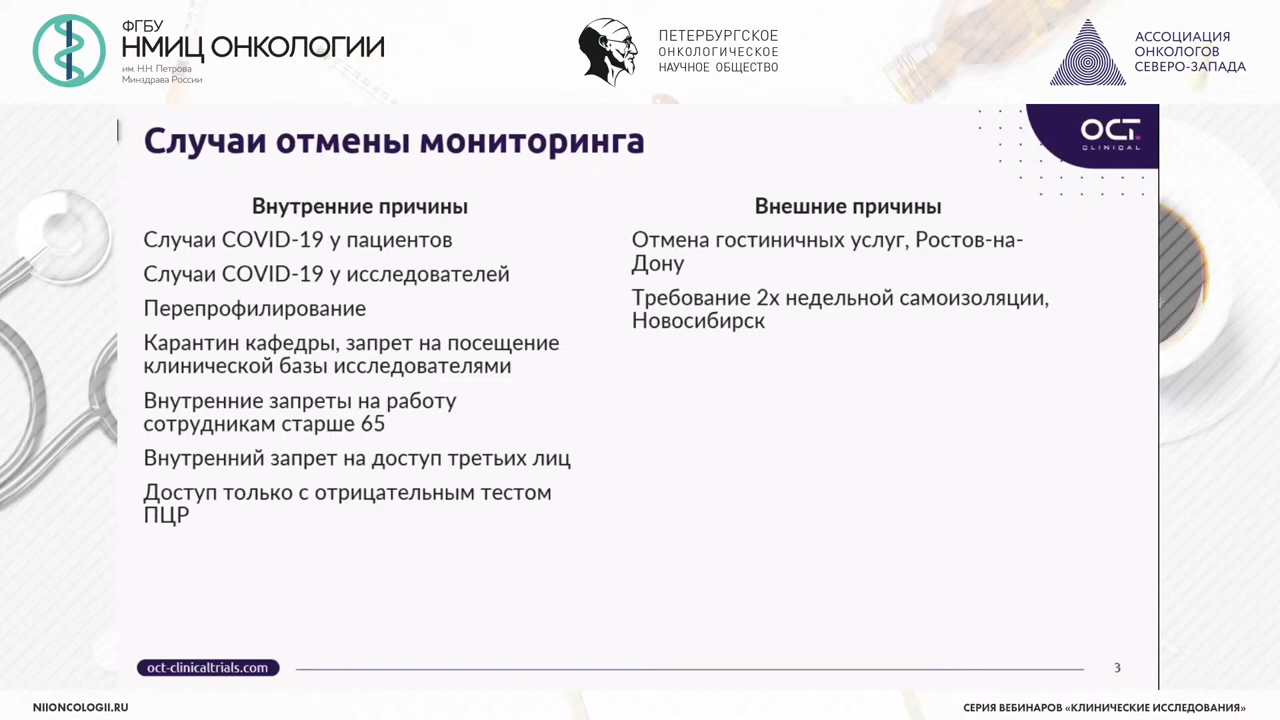 ФГБУ
НМИЦ ОНКОЛОГИИ
им. Н.Н. Петрова
Минздрава России
ПЕТЕРБУРГСКОЕ
ОНКОЛОГИЧЕСКОЕ
НАУЧНОЕ ОБЩЕСТВО
АССОЦИАЦИЯ
ОНКОЛОГОВ
СЕВЕРО-ЗАПАДА
Случаи отмены мониторинга
OCT
CLINICAL
Внутренние причины
Случаи COVID-19 у пациентов
Случаи COVID-19 у исследователей
Перепрофилирование
Карантин кафедры, запрет на посещение
клинической базы исследователями
Внутренние запреты на работу
сотрудникам старше 65
Внутренний запрет на доступ третьих лиц
Доступ только с отрицательным тестом
ПЦР
Внешние причины
Отмена гостиничных услуг, Ростов-на-
Дону
Требование 2х недельной самоизоляции,
Новосибирск
oct-clinicaltrials.com
3
NIIONCOLOGII.RU
СЕРИЯ ВЕБИНАРОВ «КЛИНИЧЕСКИЕ ИССЛЕДОВАНИЯ»